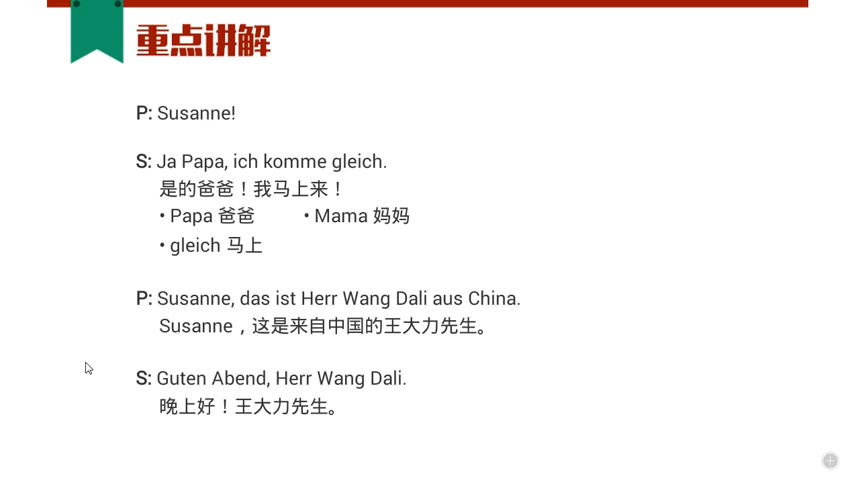 重点讲解
P: Susanne!
S: Ja Papa, ich komme gleich.
是的爸爸！我马上来！
• Papa 爸爸 • Mama 妈妈
• gleich 马上
P: Susanne, das ist Herr Wang Dali aus China.
Susanne，这是来自中国的王大力先生。
S: Guten Abend, Herr Wang Dali.
晚上好！王大力先生。